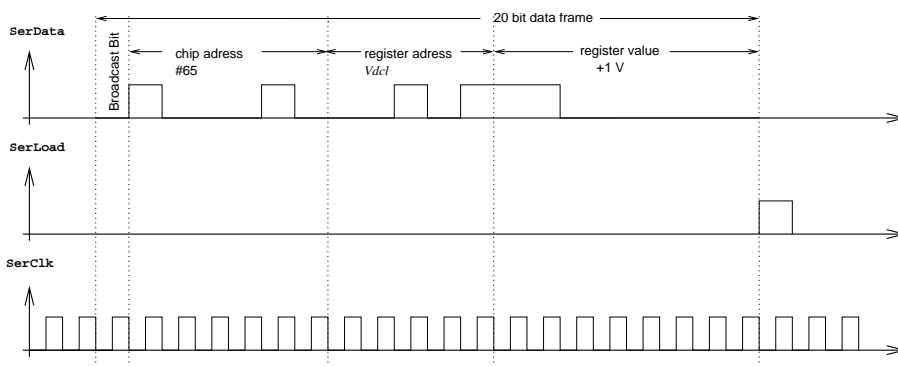 20 bit data frame
SerData
Broadcast Bit
chip adress
#65
register adress
Vdcl
register value
+1 V
SerLoad
SerClk